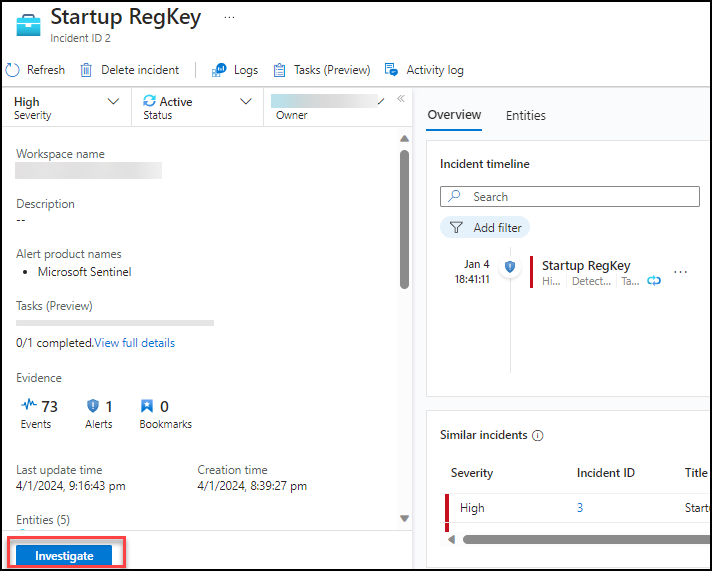 Startup RegKey ...
Incident ID 2
Refresh Delete incident Logs Tasks (Preview) Activity log
High Active
Severity Status Owner
Workspace name
Description
--
Alert product names
• Microsoft Sentinel
Tasks (Preview)
0/1 completed.View full details
Evidence
73 1 0
Events Alerts Bookmarks
Last update time Creation time
4/1/2024, 9:16:43 pm 4/1/2024, 8:39:27 pm
Entities (5)
Investigate
Overview Entities
Incident timeline
Search
Add filter
Jan 4 Startup RegKey ...
18:41:11 Hi... Detect... Ta...
Similar incidents
Severity Incident ID Title
High 3 Startu